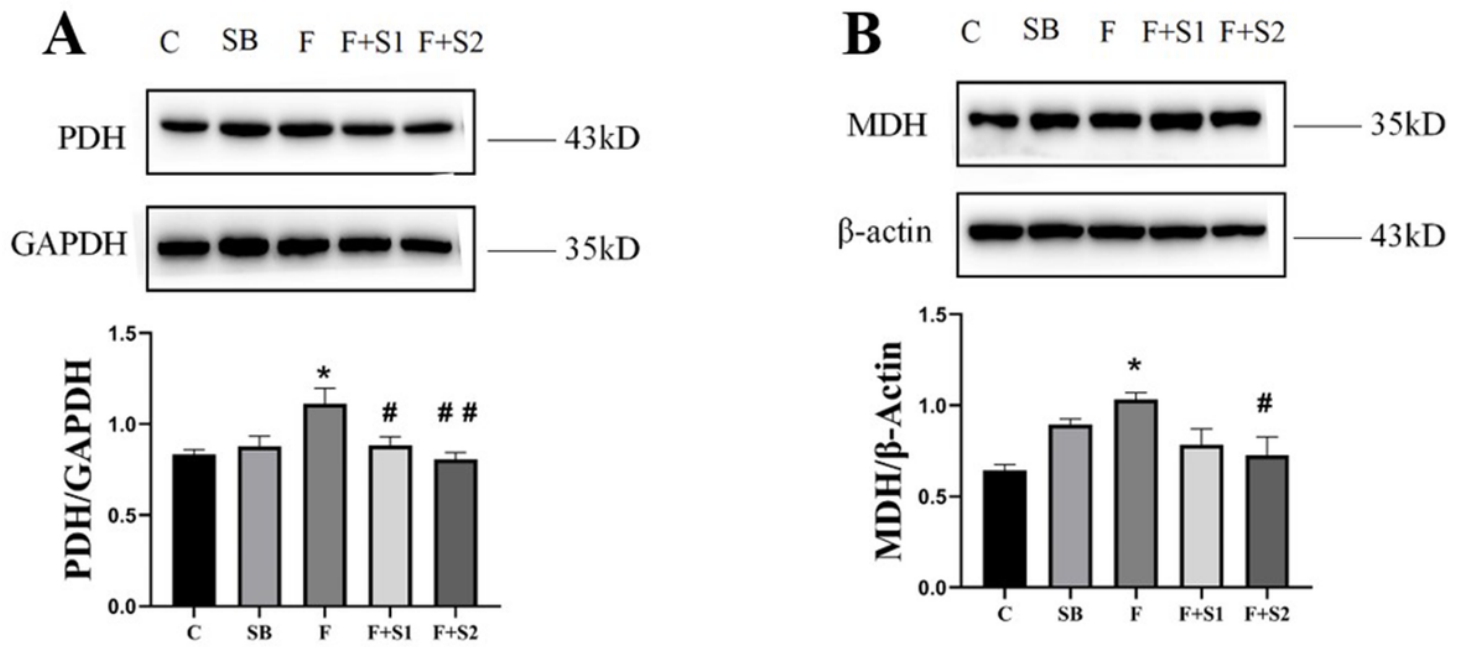 A
C SB F F+S1 F+S2
PDH 43kD
GAPDH 35kD
PDH/GAPDH
1.5
1.0
0.5
0.0
*
#
# #
C SB F F+S1 F+S2
B
C SB F F+S1 F+S2
MDH 35kD
β-actin 43kD
MDH/β-Actin
1.5
1.0
0.5
0.0
*
#
C SB F F+S1 F+S2